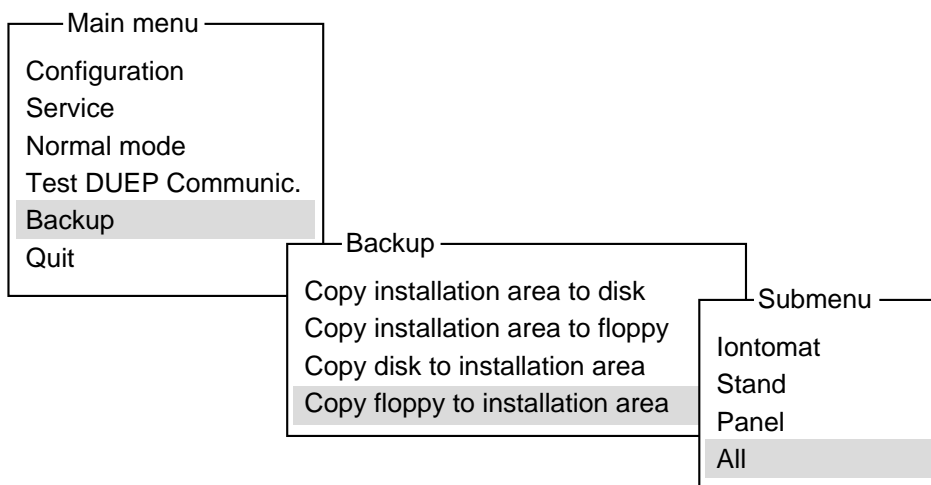 Main menu
Configuration
Service
Normal mode
Test DUEP Communic.
Backup
Quit
Backup
Copy installation area to disk
Copy installation area to floppy
Copy disk to installation area
Copy floppy to installation area
Submenu
Iontomat
Stand
Panel
All